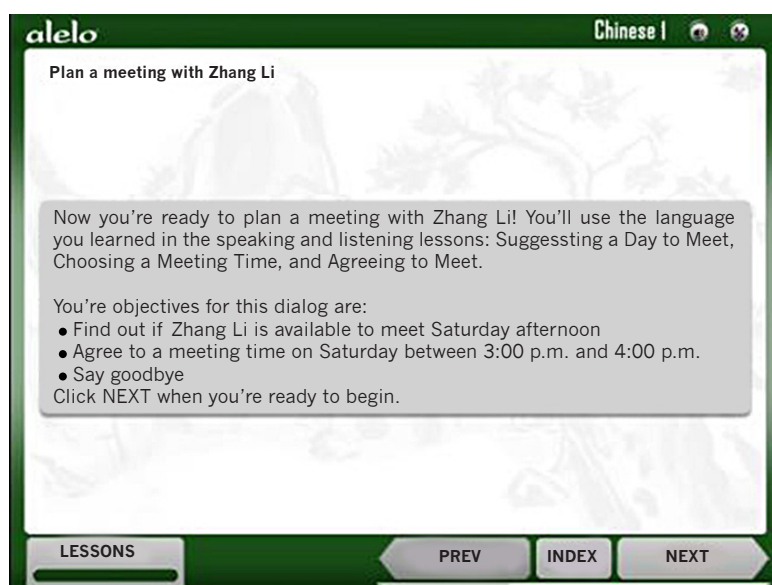 alelo
Chinese I
Plan a meeting with Zhang Li
Now you're ready to plan a meeting with Zhang Li! You'll use the language
you learned in the speaking and listening lessons: Suggessting a Day to Meet,
Choosing a Meeting Time, and Agreeing to Meet.
You're objectives for this dialog are:
• Find out if Zhang Li is available to meet Saturday afternoon
• Agree to a meeting time on Saturday between 3:00 p.m. and 4:00 p.m.
• Say goodbye
Click NEXT when you're ready to begin.
LESSONS
PREV
INDEX
NEXT